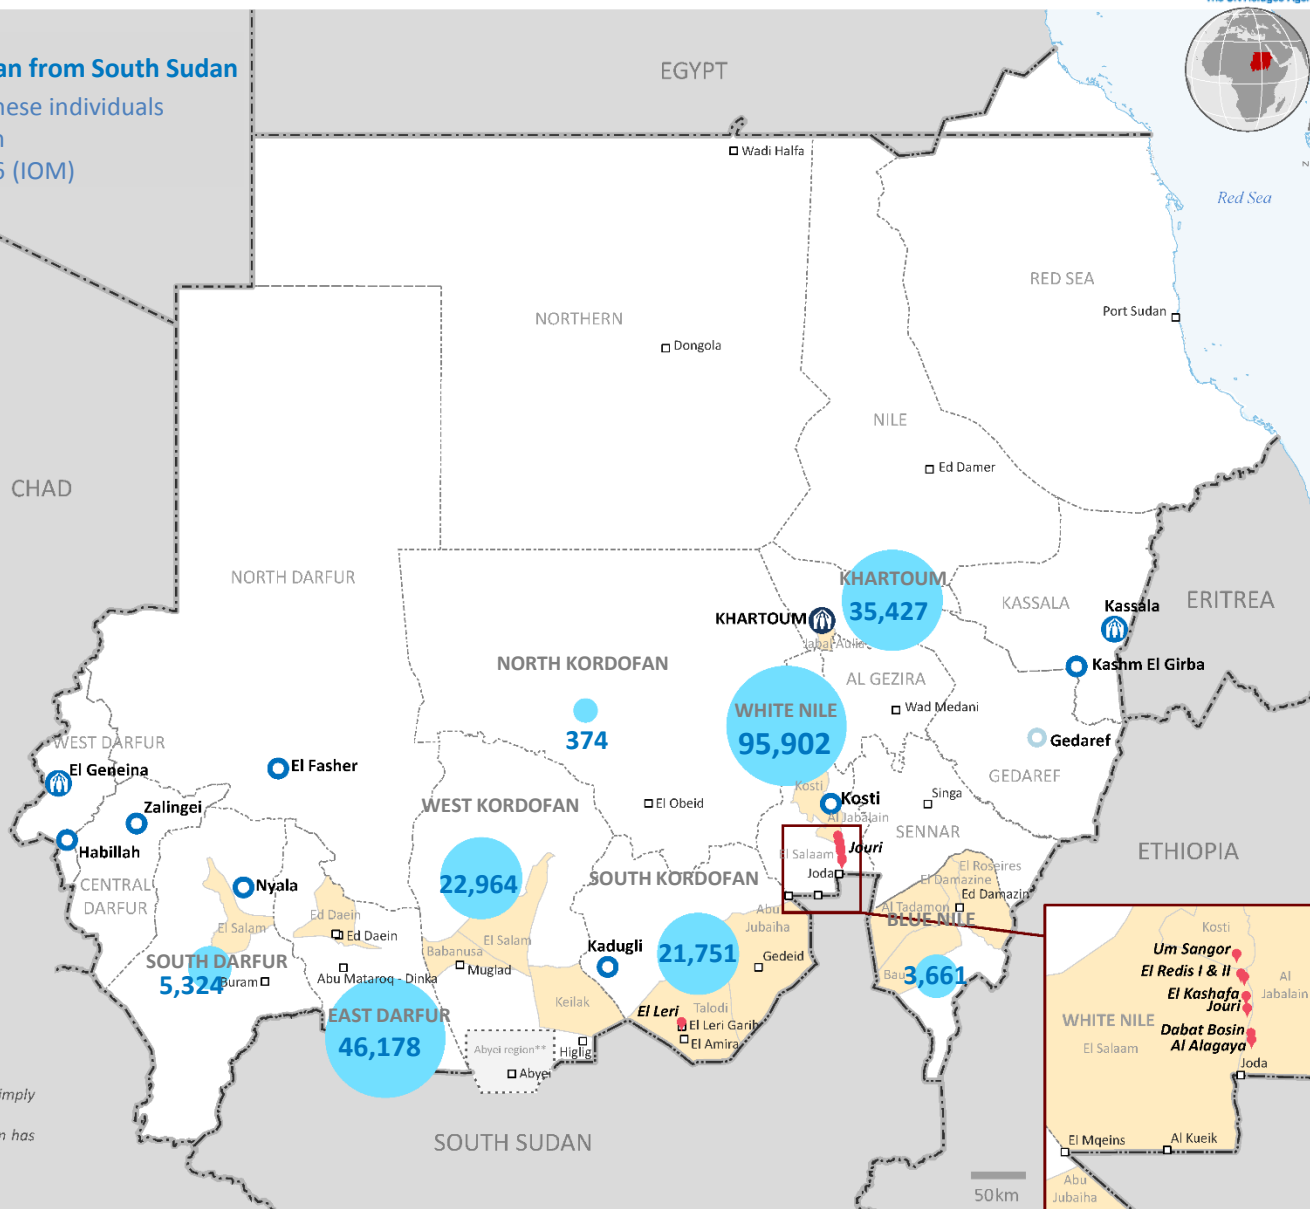 an from South Sudan
nese individuals
n
5 (IOM)
EGYPT
Wadi Halfa
Red Sea
RED SEA
Port Sudan
NORTHERN
Dongola
NILE
Ed Damer
CHAD
NORTH DARFUR
KHARTOUM
35,427
KHARTOUM
Jabal Aulia
KASSALA
Kassala
ERITREA
Kashm El Girba
NORTH KORDOFAN
374
AL GEZIRA
Wad Medani
WHITE NILE
95,902
Gedaref
GEDAREF
WEST DARFUR
El Geneina
El Fasher
Zalingei
Habillah
CENTRAL
DARFUR
Nyala
WEST KORDOFAN
22,964
El Obeid
Kosti
Kosti
Al Jabalain
Singa
SENNAR
El Salaam
Jouri
Joda
ETHIOPIA
SOUTH KORDOFAN
El Roseires
El Damazine
Ed Damazin
Al Tadamon
BLUE NILE
Bau
3,661
Abu
Jubaiha
Gedeid
Kadugli
21,751
El Salam
Ed Daein
Ed Daein
SOUTH DARFUR
5,324
Buram
Abu Mataroq - Dinka
EAST DARFUR
46,178
Babanusa
El Salam
Muglad
Keilak
El Leri
Talodi
El Leri Garib
El Amira
Abyei region**
Abyei
Higlig
SOUTH SUDAN
imply
n has
50km
Kosti
Um Sangor
El Redis I & II
El Kashafa
Jouri
Dabat Bosin
Al Alagaya
Al
Jabalain
WHITE NILE
El Salaam
Joda
El Mqeins
Al Kueik
Abu
Jubaiha